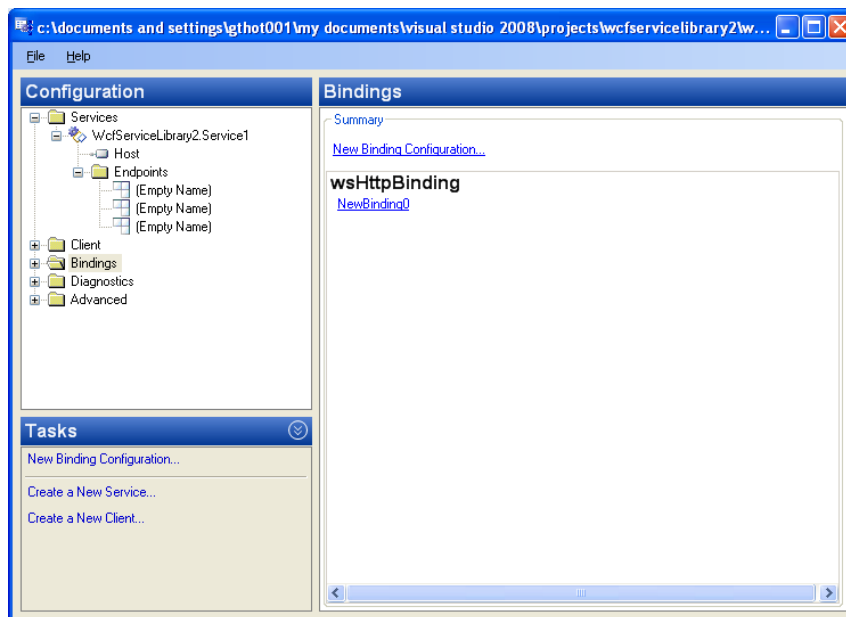 c:\documents and settings\gthot001\my documents\visual studio 2008\projects\wcfservicelibrary2\w...
File Help
Configuration
Services
WcfServiceLibrary2.Service1
Host
Endpoints
(Empty Name)
(Empty Name)
(Empty Name)
Client
Bindings
Diagnostics
Advanced
Tasks
New Binding Configuration...
Create a New Service...
Create a New Client...
Bindings
Summary
New Binding Configuration...
wsHttpBinding
NewBinding0